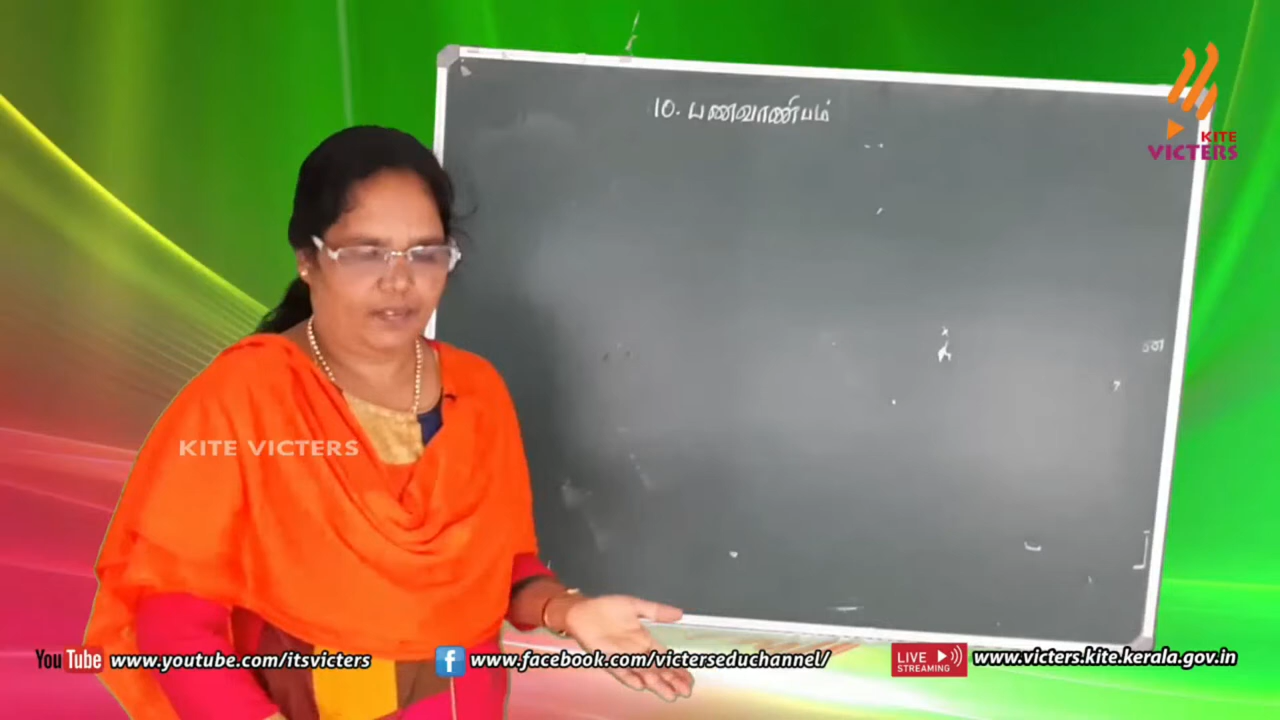 10. பணவாணிபம்
KITE
VICTERS
ன
KITE VICTERS
YouTube www.youtube.com/itsvicters
f www.facebook.com/victerseduchannel/
LIVE
STREAMING
www.victers.kite.kerala.gov.in